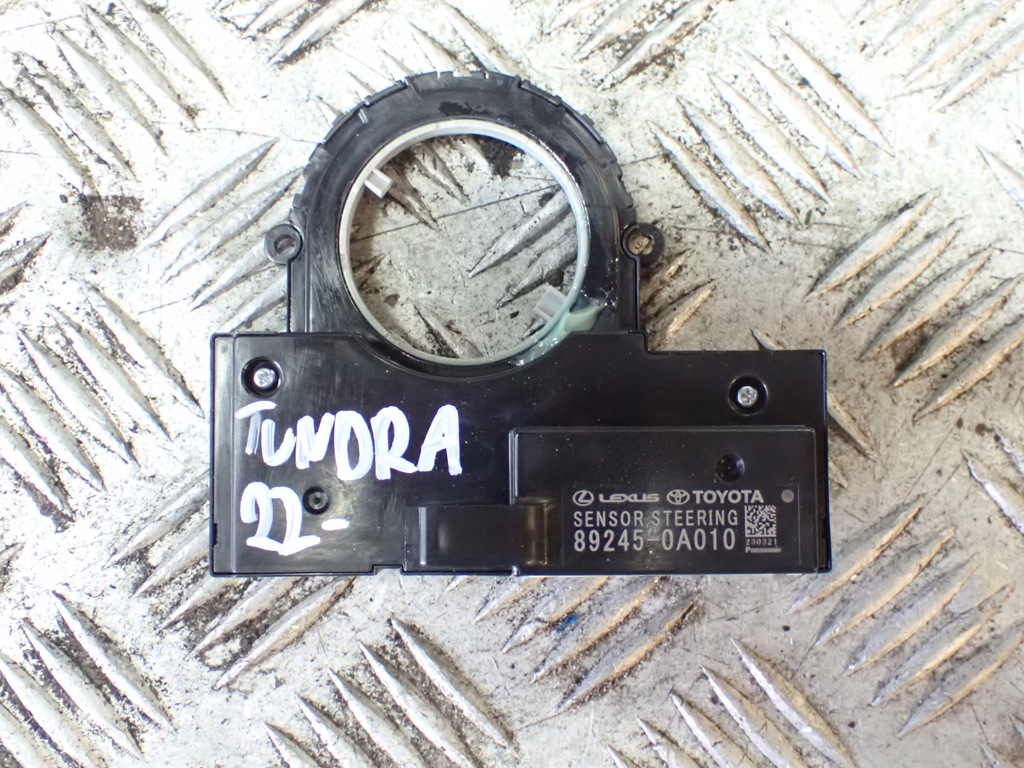 TUNDRA
22-
LEXUS TOYOTA
SENSOR STEERING
89245-0A010
230321
Panasonic